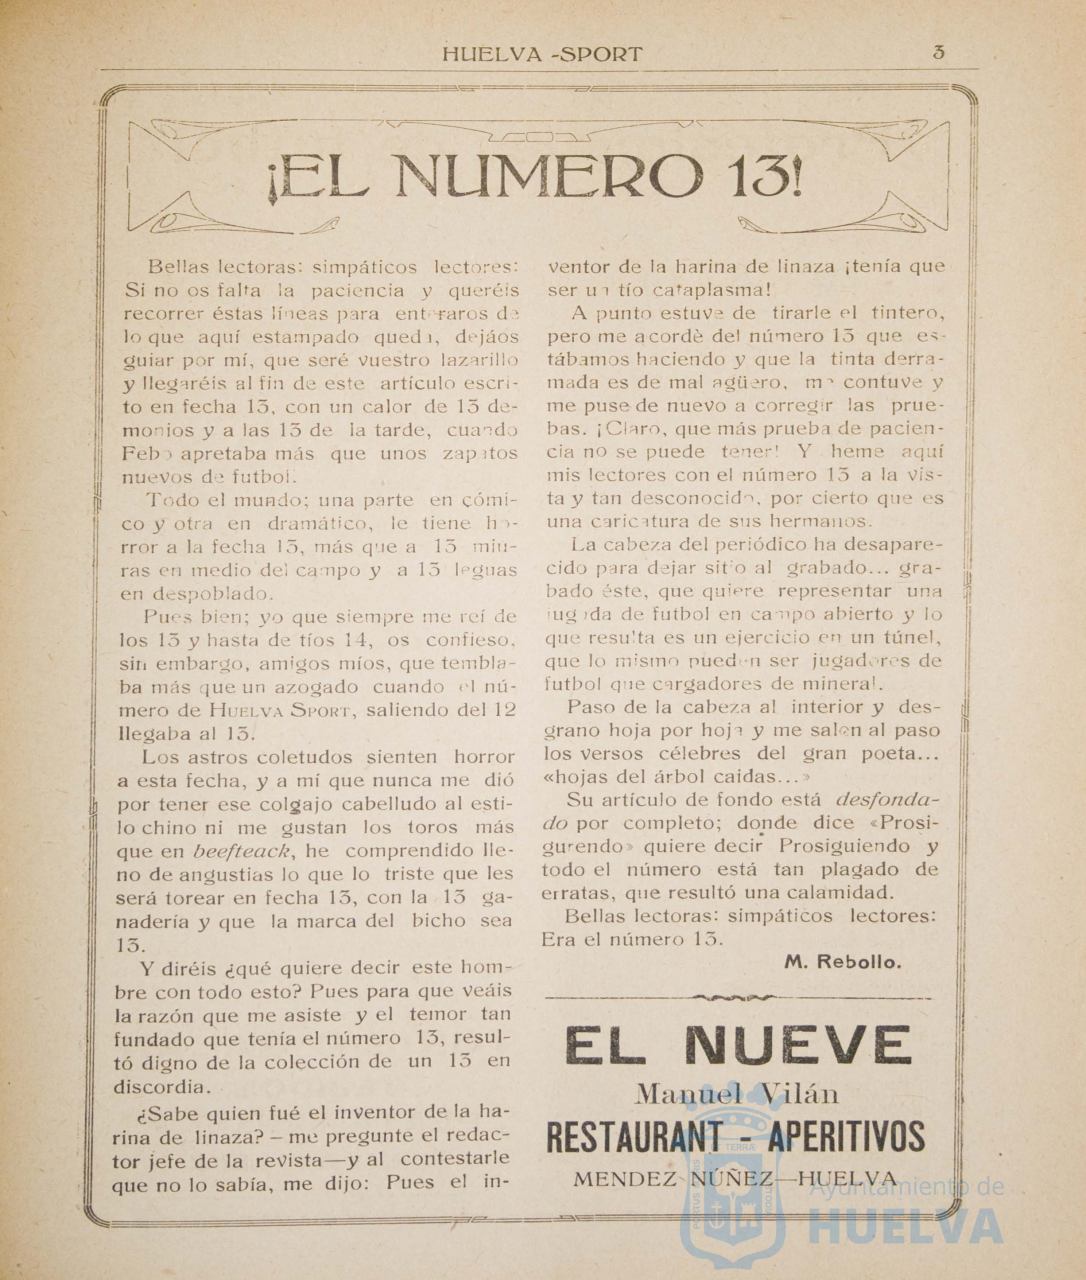 HUELVA -SPORT
3
¡EL NUMERO 13!
Bellas lectoras: simpáticos lectores:
Si no os falta la paciencia y queréis
recorrer éstas líneas para enteraros de
lo que aquí estampado queda, dejáos
guiar por mí, que seré vuestro lazarillo
y llegaréis al fin de este artículo escri-
to en fecha 13, con un calor de 13 de-
monios y a las 13 de la tarde, cuando
Febo apretaba más que unos zapatos
nuevos de futbol.
Todo el mundo; una parte en cómi-
co y otra en dramático, le tiene ho-
rror a la fecha 13, más que a 13 miu-
ras en medio del campo y a 13 leguas
en despoblado.
Pues bien; yo que siempre me reí de
los 13 y hasta de tíos 14, os confieso,
sin embargo, amigos míos, que tembla-
ba más que un azogado cuando el nú-
mero de HUELVA SPORT, saliendo del 12
llegaba al 13.
Los astros coletudos sienten horror
a esta fecha, y a mí que nunca me dió
por tener ese colgajo cabelludo al esti-
lo chino ni me gustan los toros más
que en beefteack, he comprendido lle-
no de angustias lo que lo triste que les
será torear en fecha 13, con la 13 ga-
nadería y que la marca del bicho sea
13.
Y diréis ¿qué quiere decir este hom-
bre con todo esto? Pues para que veáis
la razón que me asiste y el temor tan
fundado que tenía el número 13, resul-
tó digno de la colección de un 13 en
discordia.
¿Sabe quien fué el inventor de la ha-
rina de linaza? — me pregunte el redac-
tor jefe de la revista—y al contestarle
que no lo sabía, me dijo: Pues el in-
ventor de la harina de linaza ¡tenía que
ser un tío cataplasma!
A punto estuve de tirarle el tintero,
pero me acordè del número 13 que es-
tábamos haciendo y que la tinta derra-
mada es de mal agüero, me contuve y
me puse de nuevo a corregir las prue-
bas. ¡Claro, que más prueba de pacien-
cia no se puede tener! Y heme aquí
mis lectores con el número 13 a la vis-
ta y tan desconocido, por cierto que es
una caricatura de sus hermanos.
La cabeza del periódico ha desapare-
cido para dejar sitio al grabado... gra-
bado éste, que quiere representar una
jugada de futbol en campo abierto y lo
que resulta es un ejercicio en un túnel,
que lo mismo pueden ser jugadores de
futbol que cargadores de mineral.
Paso de la cabeza al interior y des-
grano hoja por hoja y me salen al paso
los versos célebres del gran poeta...
«hojas del árbol caidas...»
Su artículo de fondo está desfonda-
do por completo; donde dice «Prosi-
gurendo» quiere decir Prosiguiendo y
todo el número está tan plagado de
erratas, que resultó una calamidad.
Bellas lectoras: simpáticos lectores:
Era el número 13.
M. Rebollo.
EL NUEVE
Manuel Vilán
RESTAURANT - APERITIVOS
MENDEZ NÚÑEZ—HUELVA
Ayuntamiento de
HUELVA